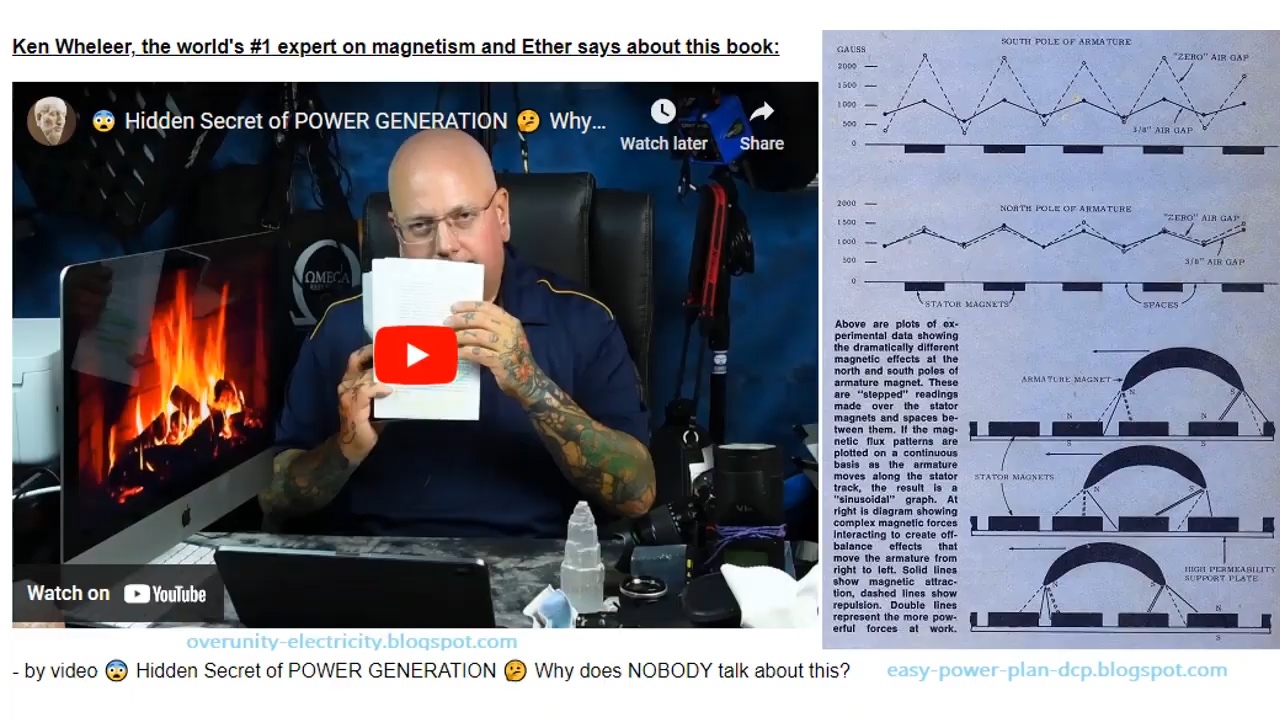 Ken Wheleer, the world's #1 expert on magnetism and Ether says about this book:
😨 Hidden Secret of POWER GENERATION 🤔 Why...
Watch later
Share
ΩMEGA
Watch on YouTube
overunity-electricity.blogspot.com
- by video 😨 Hidden Secret of POWER GENERATION 🤔 Why does NOBODY talk about this?
SOUTH POLE OF ARMATURE
GAUSS
"ZERO" AIR GAP
2000
1500
1000
500
3/8" AIR GAP
0
NORTH POLE OF ARMATURE
2000
"ZERO" AIR GAP
1500
1000
500
3/8" AIR GAP
0
STATOR MAGNETS
SPACES
Above are plots of ex-
perimental data showing
the dramatically different
magnetic effects at the
north and south poles of
armature magnet. These
are "stepped" readings
made over the stator
magnets and spaces be-
tween them. If the mag-
netic flux patterns are
plotted on a continuous
basis as the armature
moves along the stator
track, the result is a
"sinusoidal" graph. At
right is diagram showing
complex magnetic forces
interacting to create off-
balance effects that
move the armature from
right to left. Solid lines
show magnetic attrac-
tion, dashed lines show
repulsion. Double lines
represent the more pow-
erful forces at work.
ARMATURE MAGNET
N
S
N
N
S
S
STATOR MAGNETS
N
S
HIGH PERMEABILITY
SUPPORT PLATE
N
S
N
S
easy-power-plan-dcp.blogspot.com